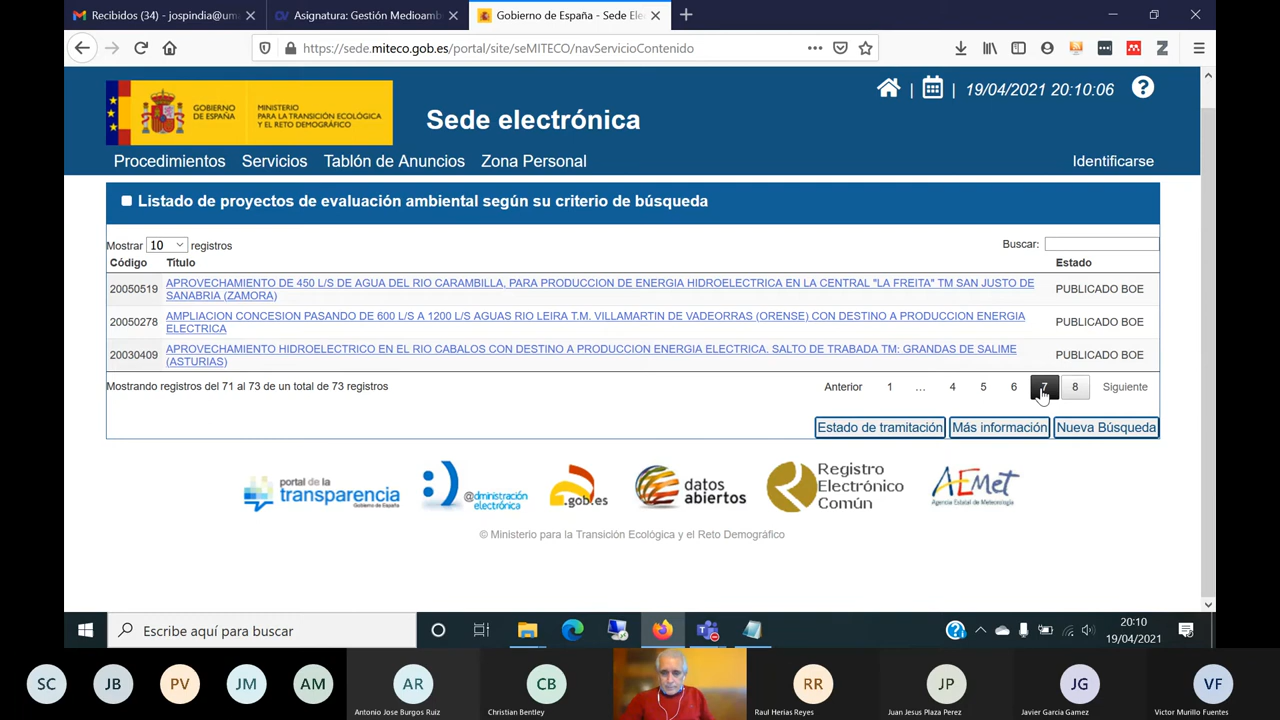 Recibidos (34) - jospindia@uma
Asignatura: Gestión Medioamb
Gobierno de España - Sede Ele
https://sede.miteco.gob.es/portal/site/seMITECO/navServicioContenido
GOBIERNO
DE ESPAÑA
MINISTERIO
PARA LA TRANSICIÓN ECOLÓGICA
Y EL RETO DEMOGRÁFICO
Sede electrónica
| | 19/04/2021 20:10:06
Procedimientos Servicios Tablón de Anuncios Zona Personal Identificarse
Listado de proyectos de evaluación ambiental según su criterio de búsqueda
Mostrar 10 registros Buscar:
Código Título Estado
20050519 APROVECHAMIENTO DE 450 L/S DE AGUA DEL RIO CARAMBILLA, PARA PRODUCCION DE ENERGIA HIDROELECTRICA EN LA CENTRAL "LA FREITA" TM SAN JUSTO DE
SANABRIA (ZAMORA) PUBLICADO BOE
20050278 AMPLIACION CONCESION PASANDO DE 600 L/S A 1200 L/S AGUAS RIO LEIRA T.M. VILLAMARTIN DE VADEORRAS (ORENSE) CON DESTINO A PRODUCCION ENERGIA
ELECTRICA PUBLICADO BOE
20030409 APROVECHAMIENTO HIDROELECTRICO EN EL RIO CABALOS CON DESTINO A PRODUCCION ENERGIA ELECTRICA. SALTO DE TRABADA TM: GRANDAS DE SALIME
(ASTURIAS) PUBLICADO BOE
Mostrando registros del 71 al 73 de un total de 73 registros Anterior 1 … 4 5 6 7 8 Siguiente
Estado de tramitación Más información Nueva Búsqueda
portal de la
transparencia
Gobierno de España
:) @dministración
electrónica
.gob.es
datos
abiertos
Registro
Electrónico
Común
AEMet
Agencia Estatal de Meteorología
© Ministerio para la Transición Ecológica y el Reto Demográfico
Escribe aquí para buscar
20:10
19/04/2021
SC JB PV JM AM AR CB RR JP JG VF
Antonio Jose Burgos Ruiz Christian Bentley Raul Herias Reyes Juan Jesus Plaza Perez Javier Garcia Gamez Victor Murillo Fuentes